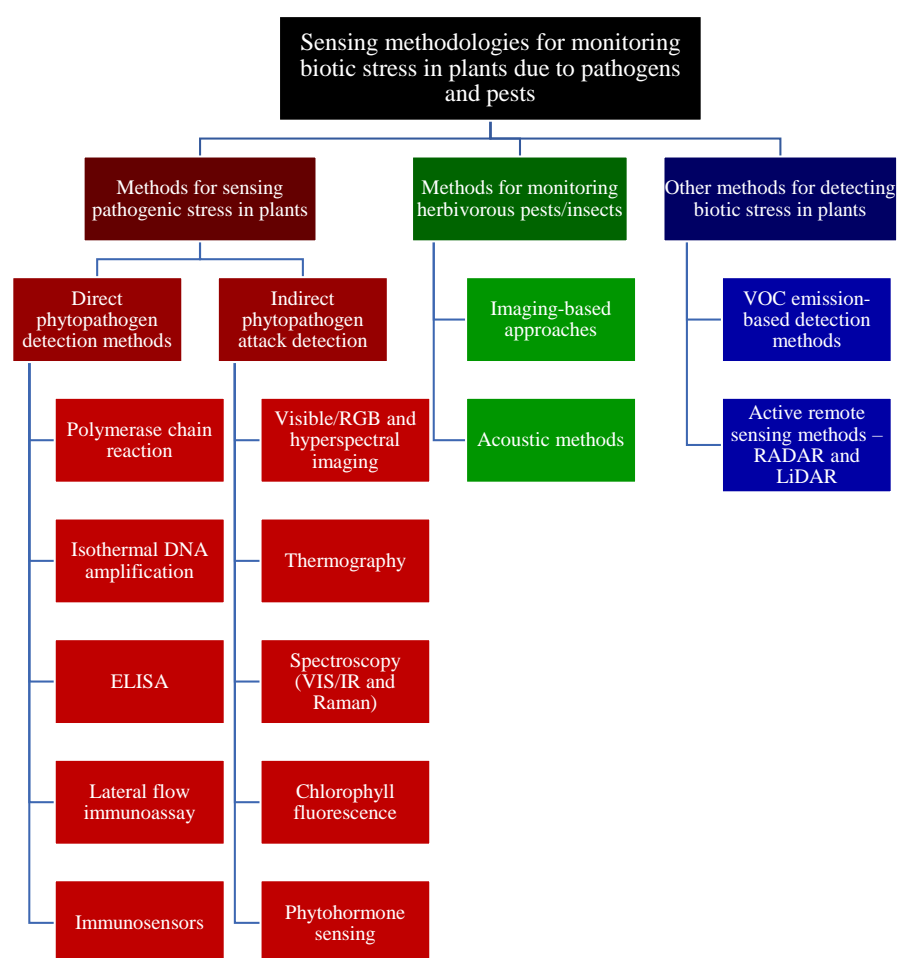 Sensing methodologies for monitoring
biotic stress in plants due to pathogens
and pests
Methods for sensing
pathogenic stress in plants
Methods for monitoring
herbivorous pests/insects
Other methods for detecting
biotic stress in plants
Direct
phytopathogen
detection methods
Indirect
phytopathogen
attack detection
Imaging-based
approaches
VOC emission-
based detection
methods
Polymerase chain
reaction
Visible/RGB and
hyperspectral
imaging
Acoustic methods
Active remote
sensing methods –
RADAR and
LiDAR
Isothermal DNA
amplification
Thermography
ELISA
Spectroscopy
(VIS/IR and
Raman)
Lateral flow
immunoassay
Chlorophyll
fluorescence
Immunosensors
Phytohormone
sensing